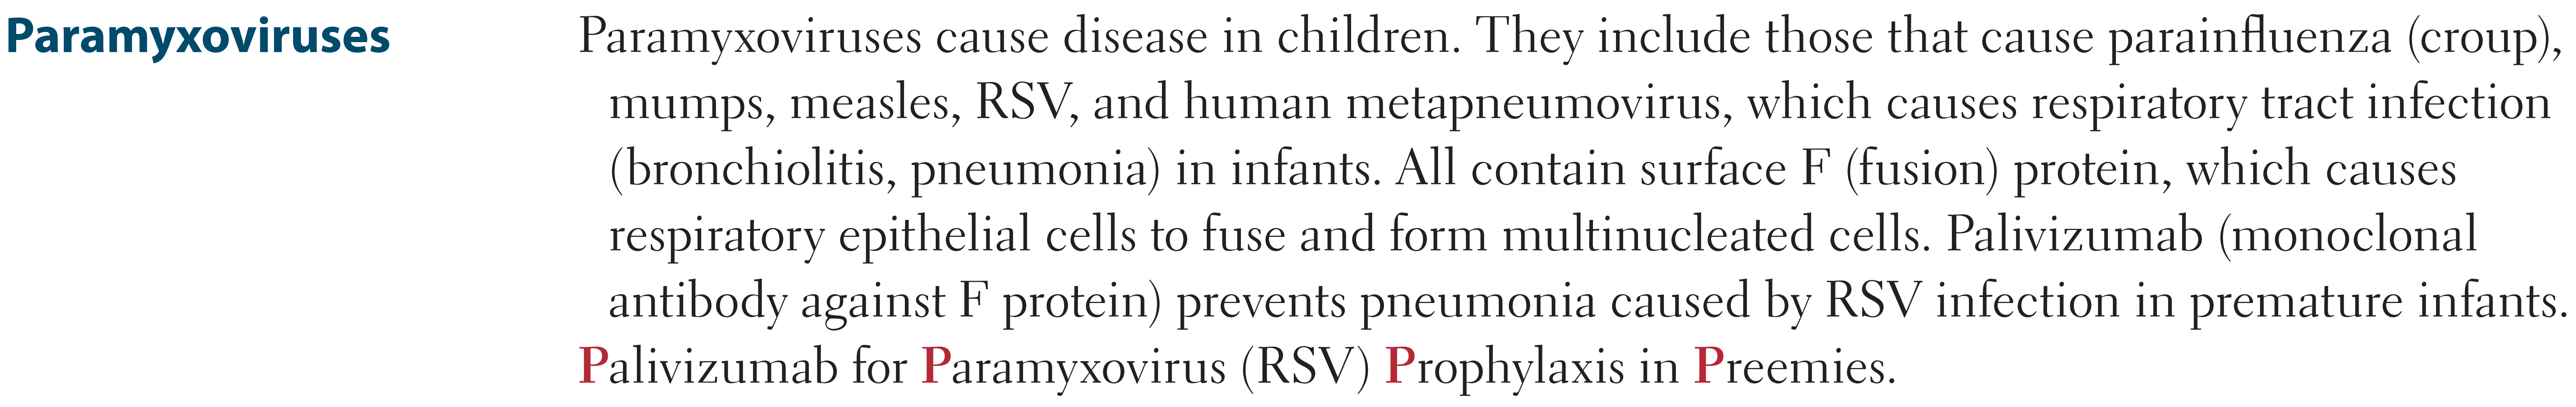 Paramyxoviruses
Paramyxoviruses cause disease in children. They include those that cause parainfluenza (croup),
mumps, measles, RSV, and human metapneumovirus, which causes respiratory tract infection
(bronchiolitis, pneumonia) in infants. All contain surface F (fusion) protein, which causes
respiratory epithelial cells to fuse and form multinucleated cells. Palivizumab (monoclonal
antibody against F protein) prevents pneumonia caused by RSV infection in premature infants.
Palivizumab for Paramyxovirus (RSV) Prophylaxis in Preemies.